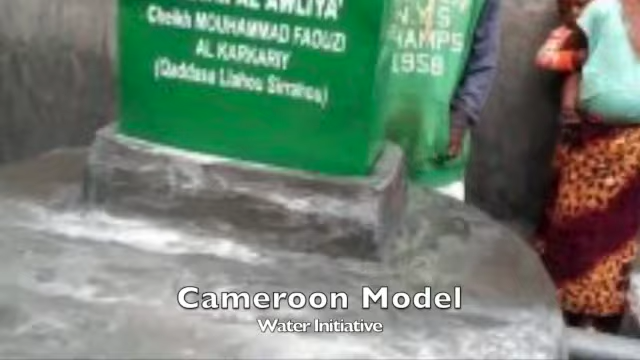 AL AWLIYA'
Cheikh MOUHAMMAD FAOUZI
AL KARKARIY
(Qaddasa Llahou Sirrahou)
N.Y.S
CHAMPS
1958
Cameroon Model
Water Initiative